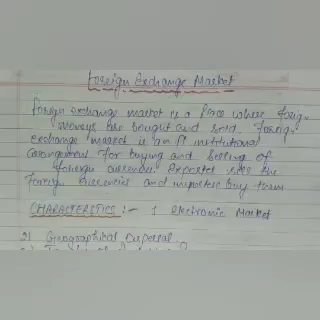 Foreign Exchange Market
Foreign exchange market is a place where foreign
moneys are bought and sold. Foreign
exchange market is an institutional
arrangement for buying and selling of
foreign currencies. Exporter sell the
foreign currencies and importers buy them
CHARACTERISTICS :- 1 Electronic Market
2) Geographical Dispersal.